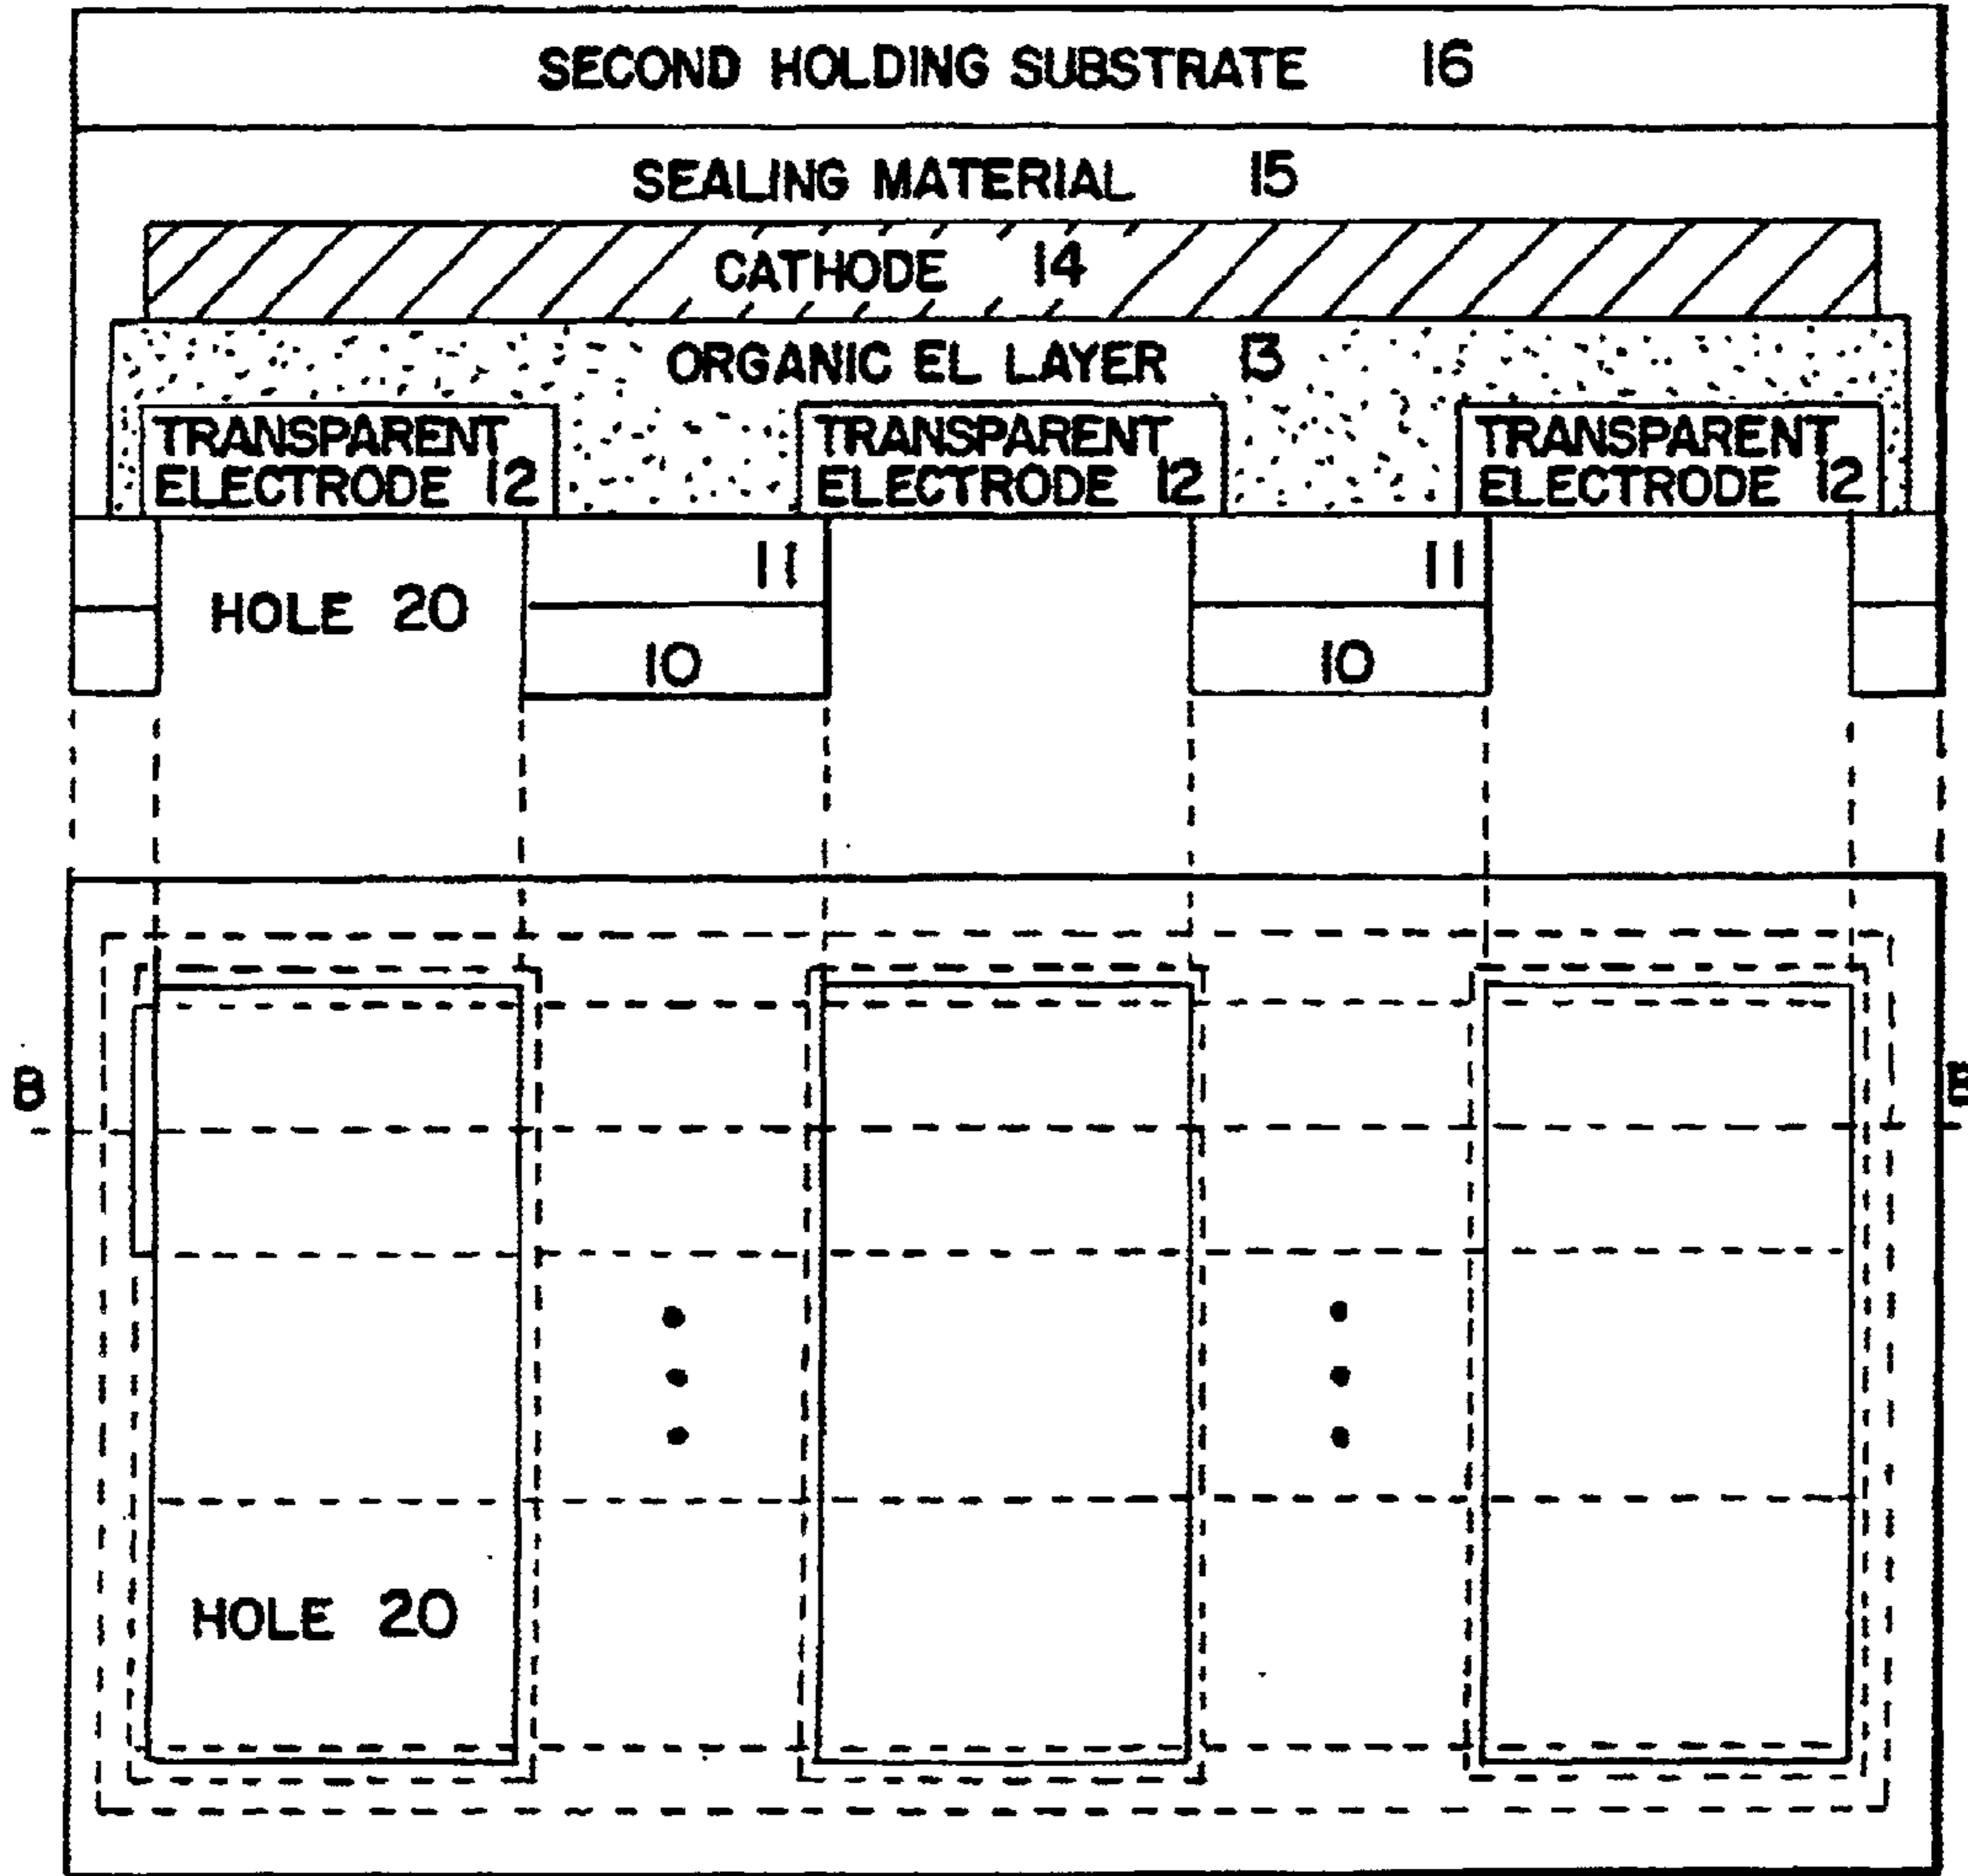 SECOND HOLDING SUBSTRATE 16
SEALING MATERIAL 15
CATHODE 14
ORGANIC EL LAYER 13
TRANSPARENT
ELECTRODE 12
TRANSPARENT
ELECTRODE 12
TRANSPARENT
ELECTRODE 12
HOLE 20
11
10
11
10
B
B
HOLE 20